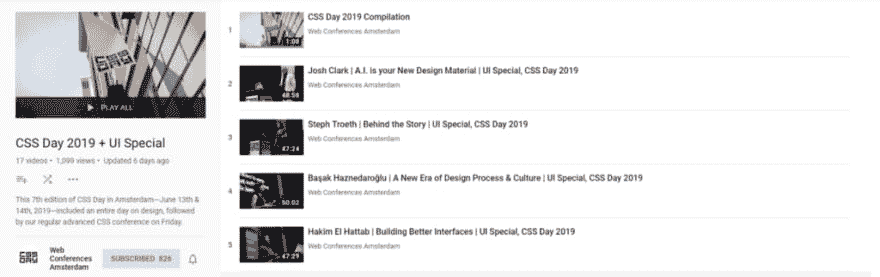 PLAY ALL
CSS Day 2019 + UI Special
17 videos • 1,099 views • Updated 6 days ago
This 7th edition of CSS Day in Amsterdam—June 13th &
14th, 2019—included an entire day on design, followed
by our regular advanced CSS conference on Friday.
CSS
DAY
Web
Conferences
Amsterdam
SUBSCRIBED 826
1
1:08
CSS Day 2019 Compilation
Web Conferences Amsterdam
2
Josh Clark | A.I. is your New Design Material | UI Special, CSS Day 2019
Web Conferences Amsterdam
3
47:24
Steph Troeth | Behind the Story | UI Special, CSS Day 2019
Web Conferences Amsterdam
4
50:02
Başak Haznedaroğlu | A New Era of Design Process & Culture | UI Special, CSS Day 2019
Web Conferences Amsterdam
5
47:29
Hakim El Hattab | Building Better Interfaces | UI Special, CSS Day 2019
Web Conferences Amsterdam